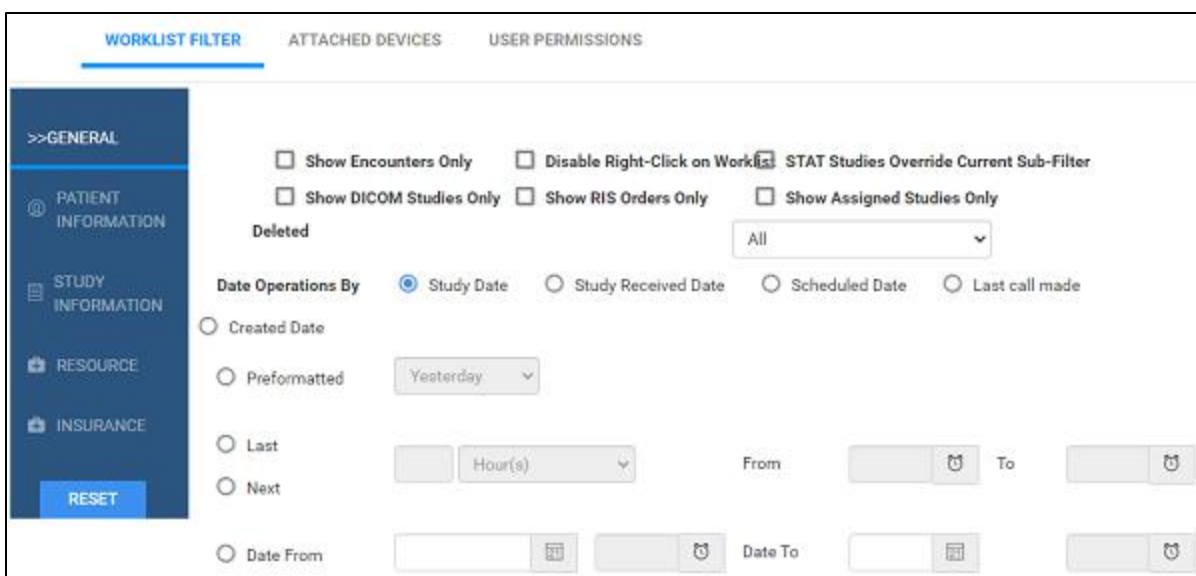 WORKLIST FILTER ATTACHED DEVICES USER PERMISSIONS
>>GENERAL
PATIENT
INFORMATION
STUDY
INFORMATION
RESOURCE
INSURANCE
RESET
Show Encounters Only Disable Right-Click on Worklist STAT Studies Override Current Sub-Filter
Show DICOM Studies Only Show RIS Orders Only Show Assigned Studies Only
Deleted All
Date Operations By Study Date Study Received Date Scheduled Date Last call made
Created Date
Preformatted Yesterday
Last
Hour(s) From To
Next
Date From 21 Date To 21